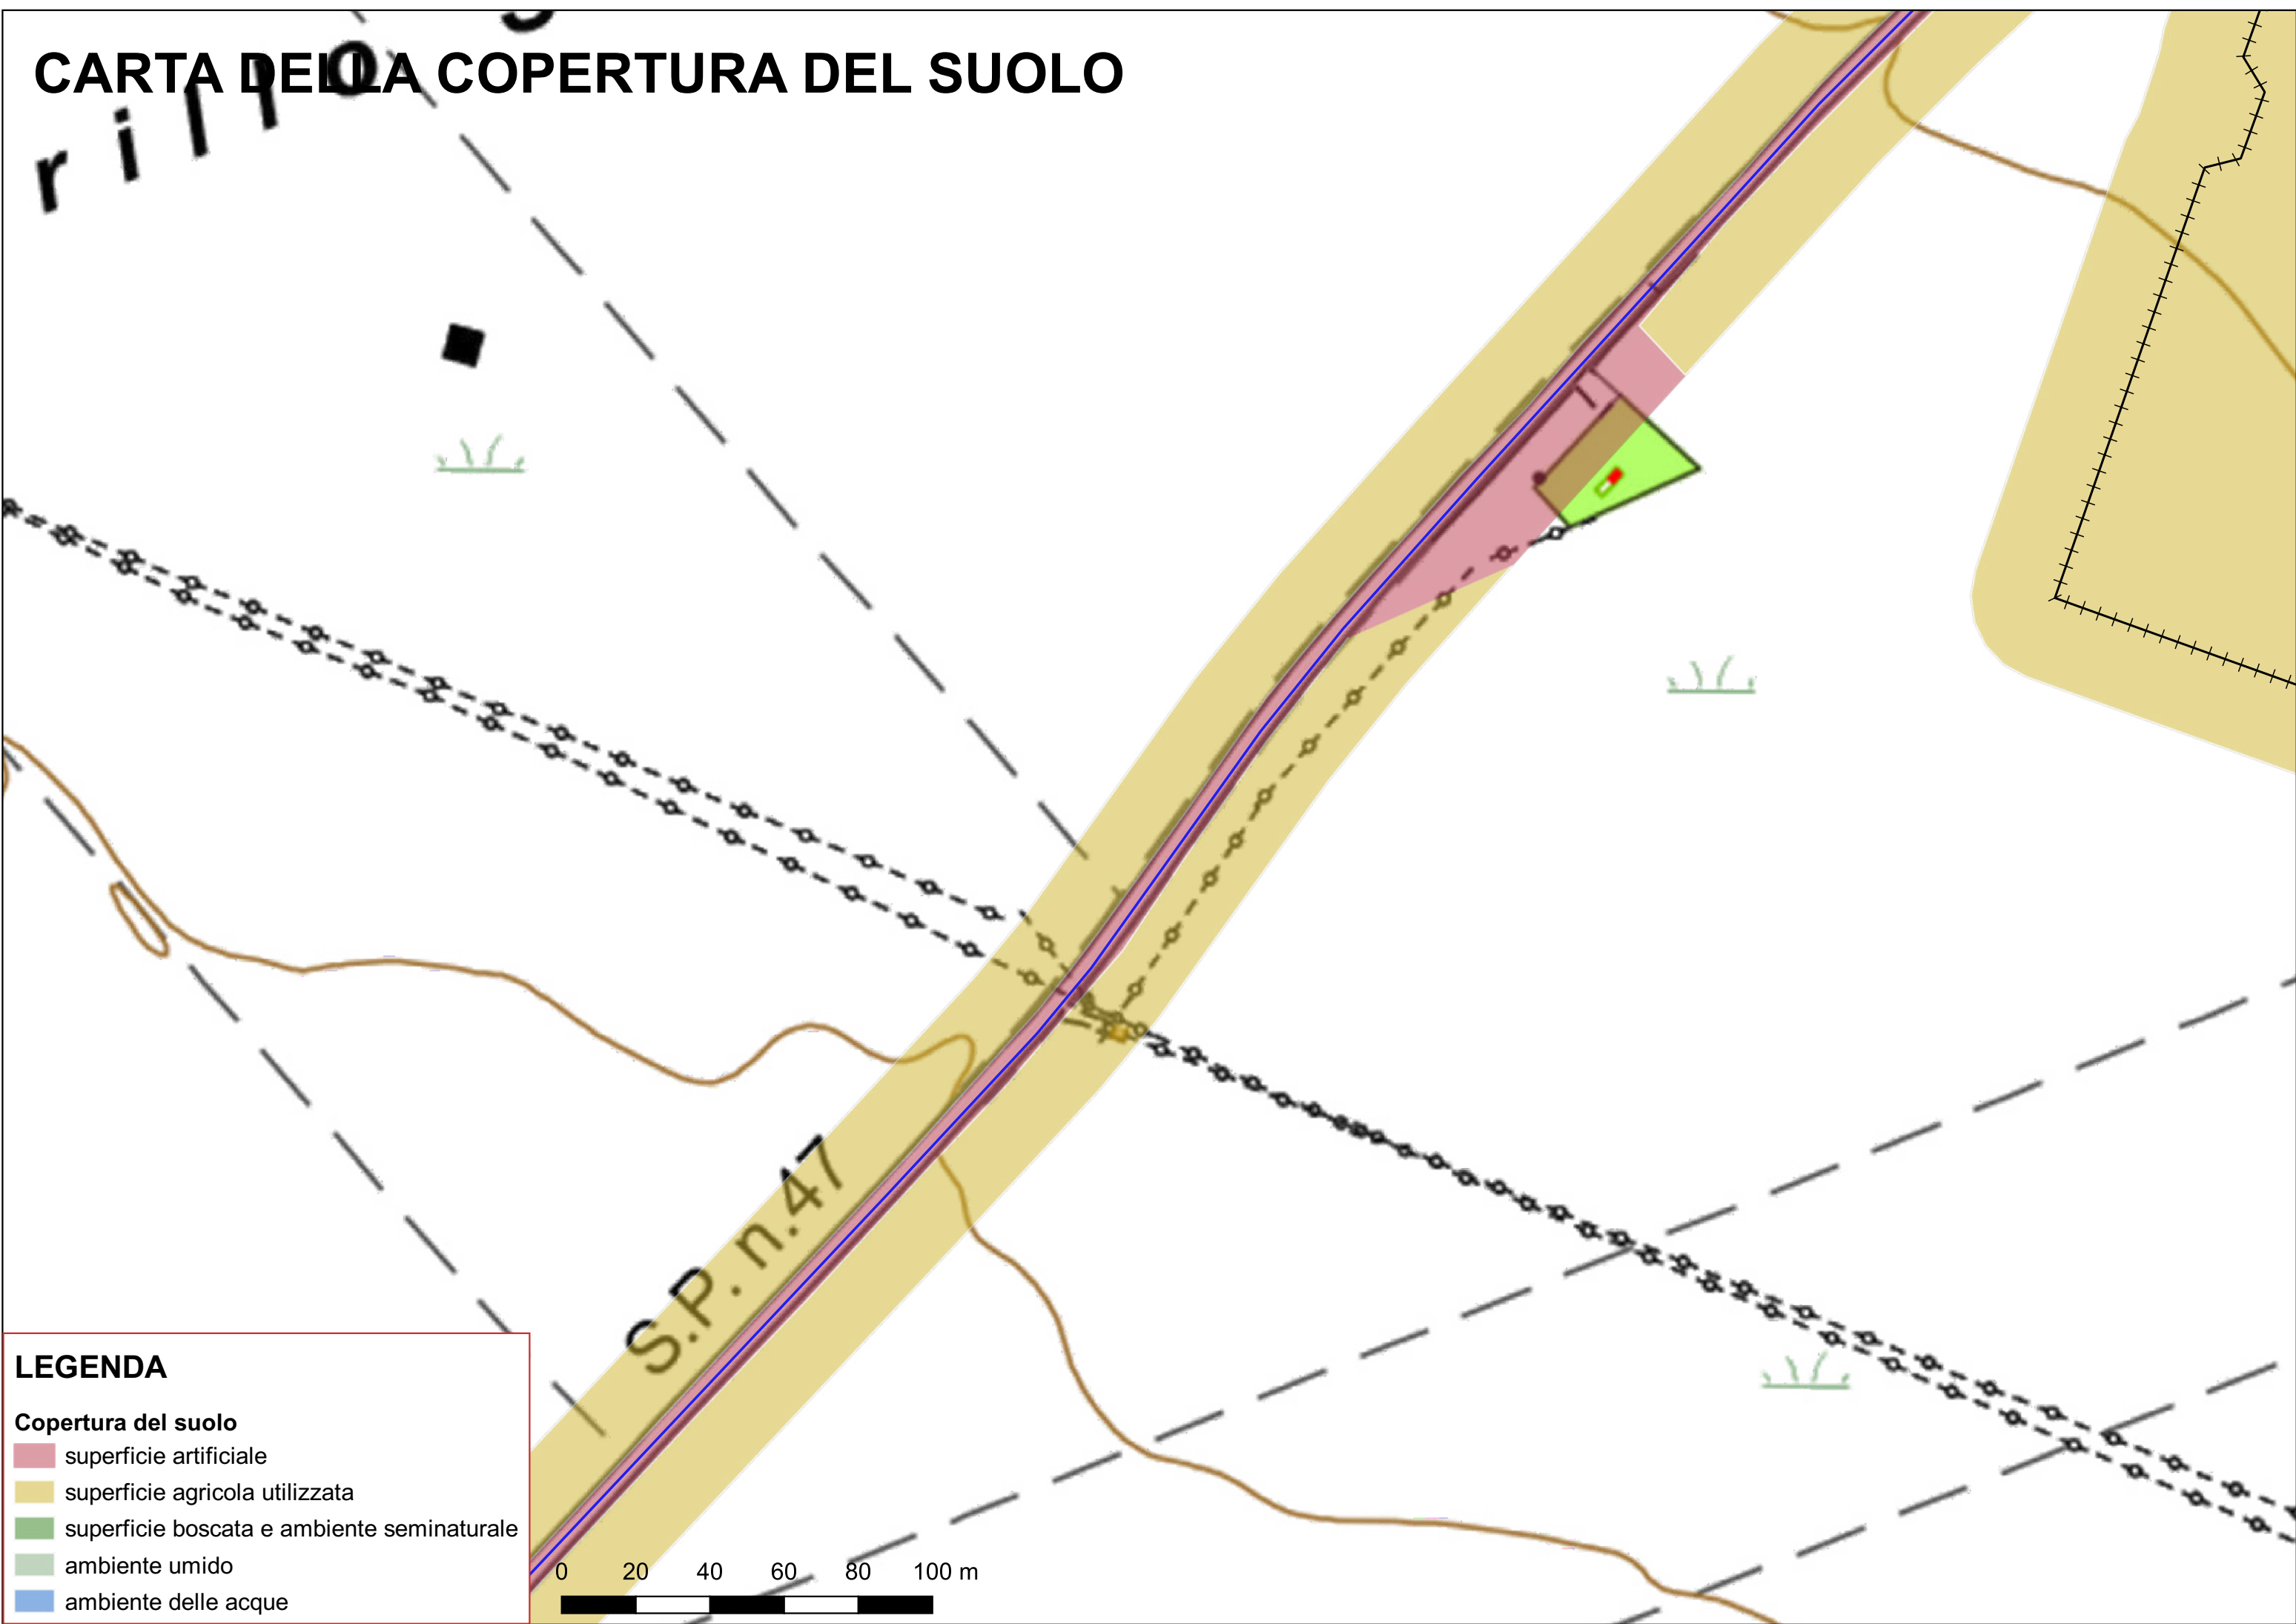 CARTA DELLA COPERTURA DEL SUOLO
r i l l o
S.P. n.47
LEGENDA
Copertura del suolo
superficie artificiale
superficie agricola utilizzata
superficie boscata e ambiente seminaturale
ambiente umido
ambiente delle acque
0 20 40 60 80 100 m